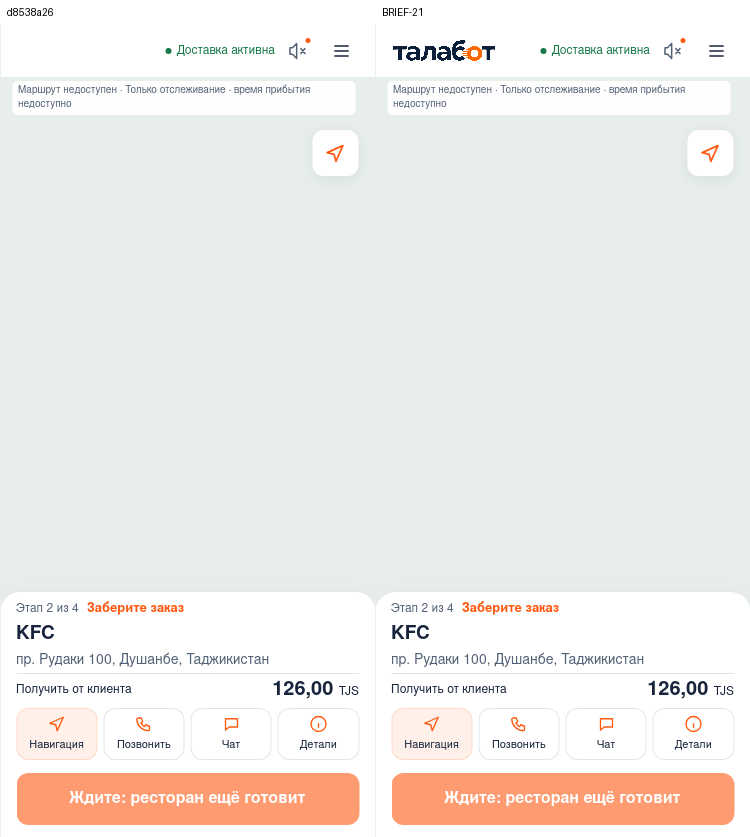 d8538a26
Доставка активна
Маршрут недоступен · Только отслеживание · время прибытия
недоступно
Этап 2 из 4 Заберите заказ
KFC
пр. Рудаки 100, Душанбе, Таджикистан
Получить от клиента 126,00 TJS
Навигация Позвонить Чат Детали
Ждите: ресторан ещё готовит
BRIEF-21
талабот Доставка активна
Маршрут недоступен · Только отслеживание · время прибытия
недоступно
Этап 2 из 4 Заберите заказ
KFC
пр. Рудаки 100, Душанбе, Таджикистан
Получить от клиента 126,00 TJS
Навигация Позвонить Чат Детали
Ждите: ресторан ещё готовит